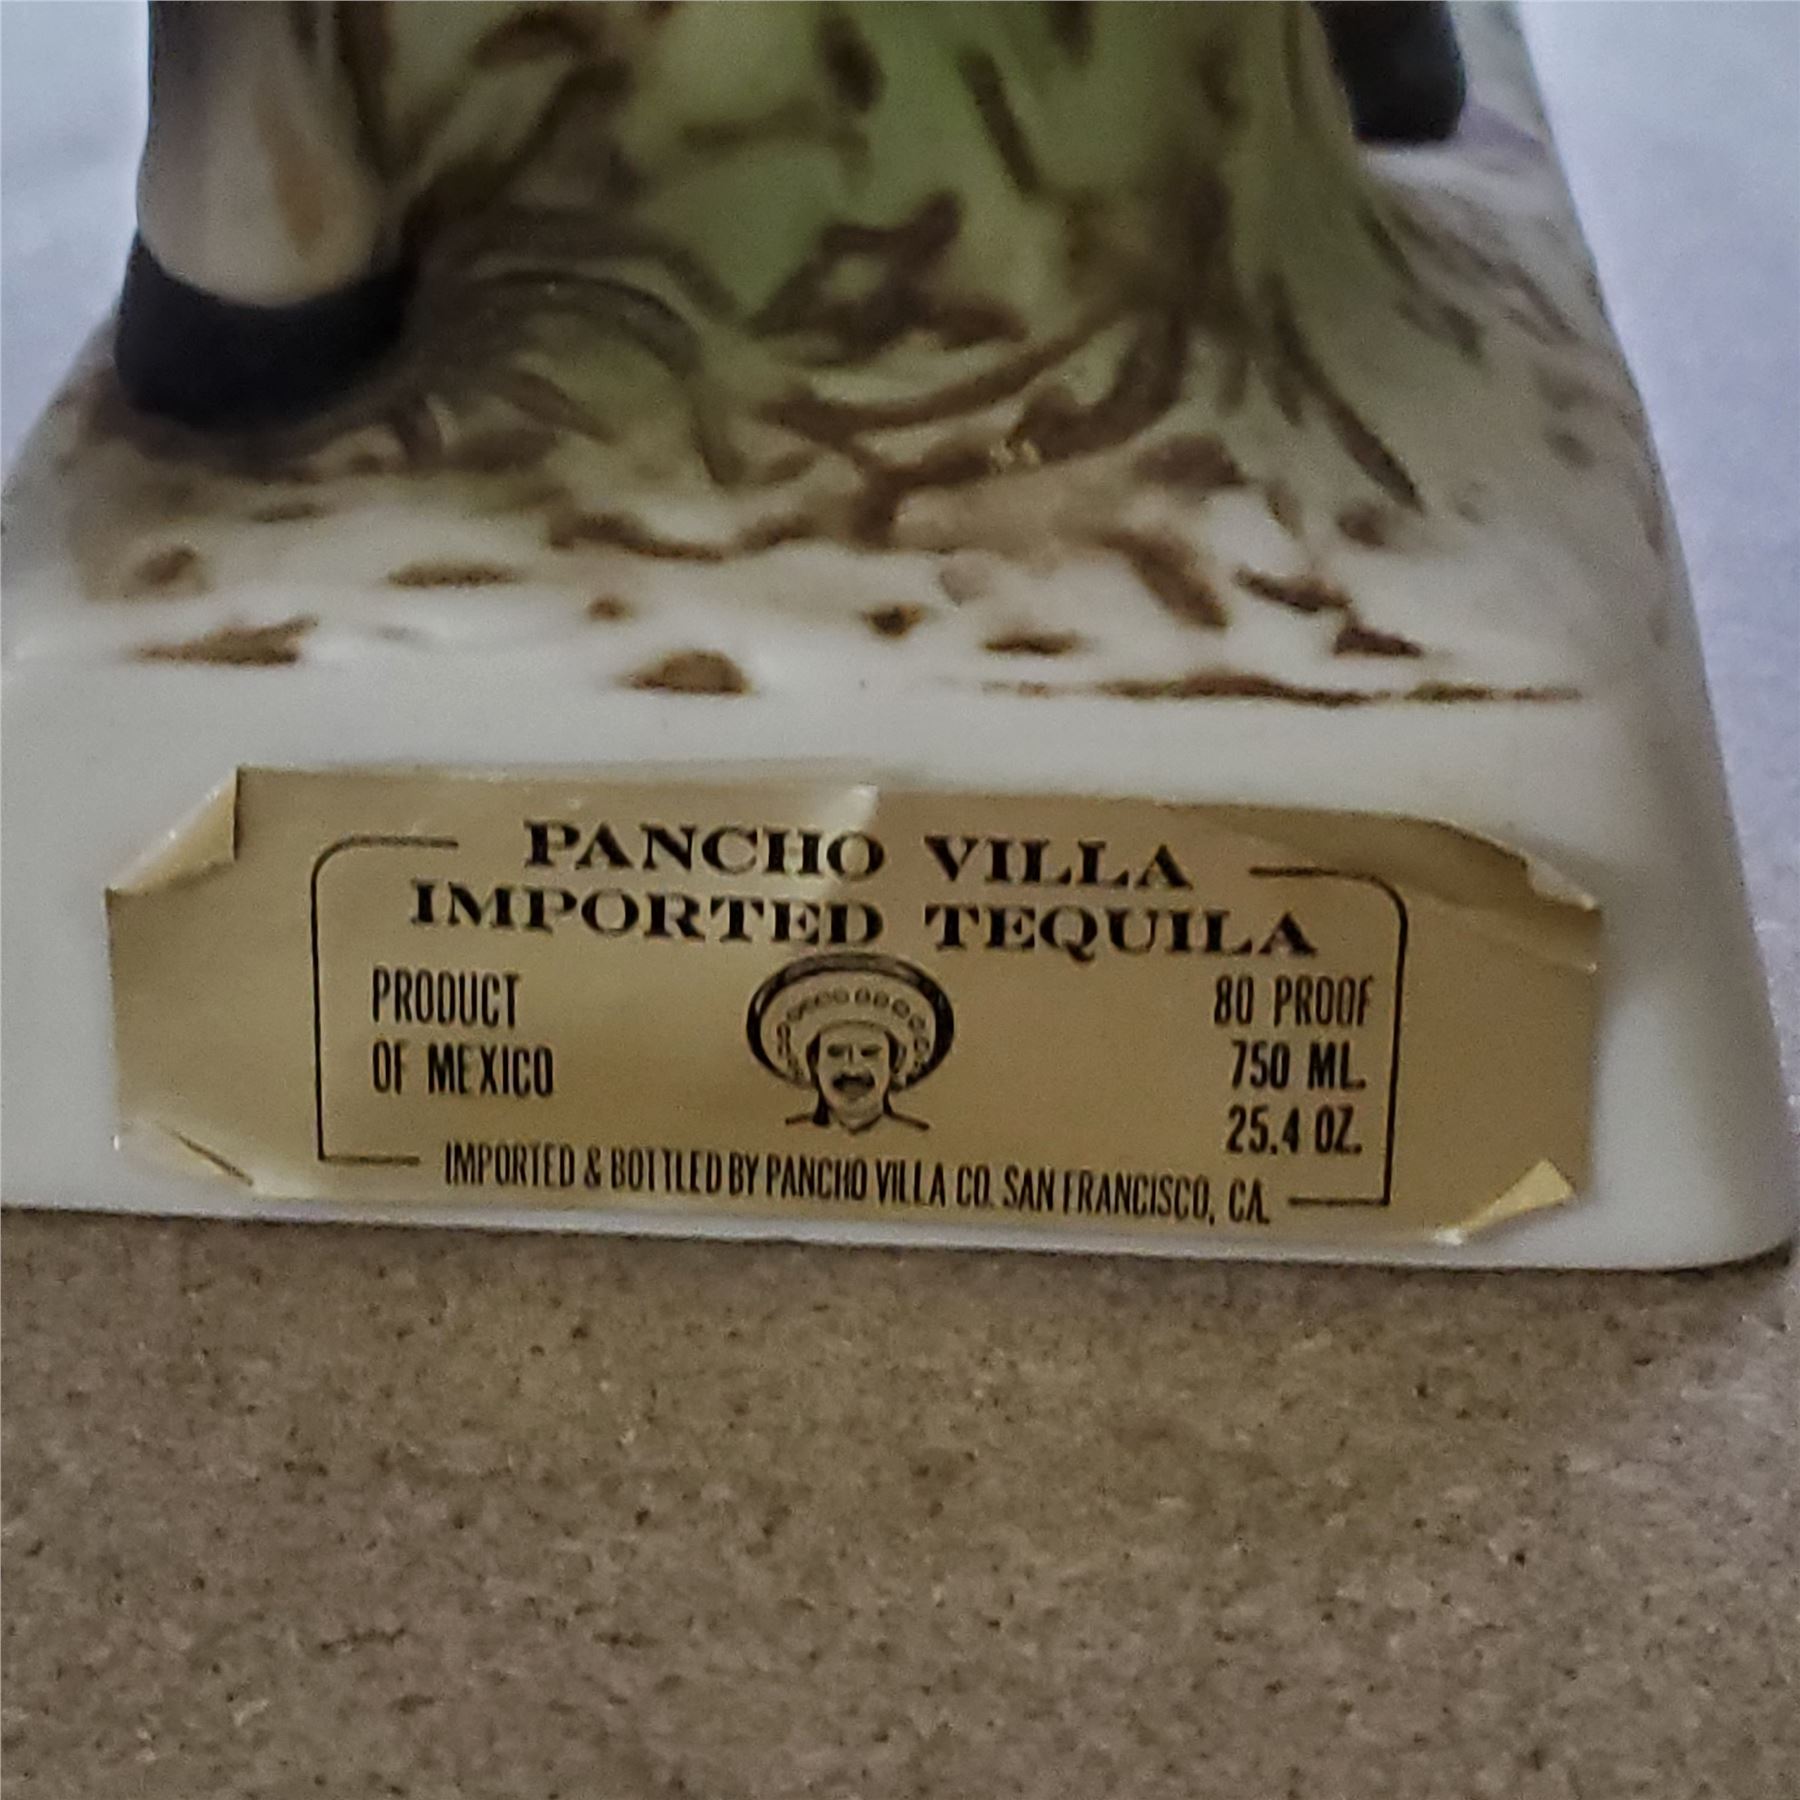 PANCHO VILLA
IMPORTED TEQUILA
PRODUCT
OF MEXICO
80 PROOF
750 ML.
25.4 OZ.
IMPORTED & BOTTLED BY PANCHO VILLA CO. SAN FRANCISCO, CA.